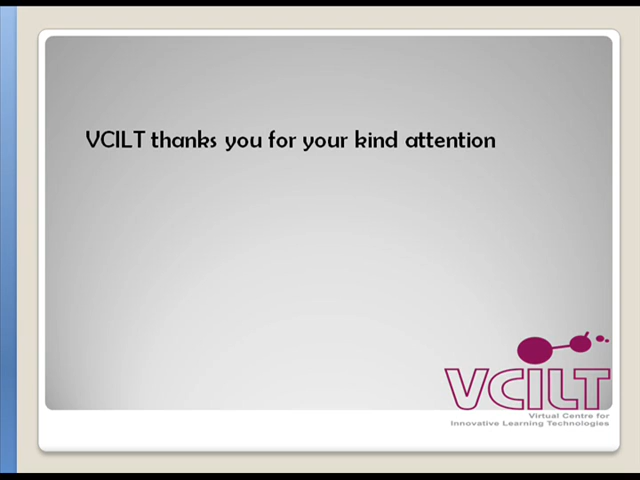 VCILT thanks you for your kind attention
VCILT
Virtual Centre for
Innovative Learning Technologies